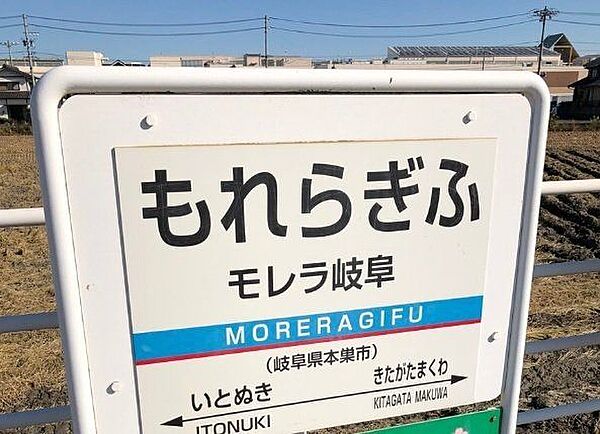 もれらぎふ
モレラ岐阜
MORERAGIFU
(岐阜県本巣市)
いとぬき きたがたまくわ
ITONUKI KITAGATA MAKUWA